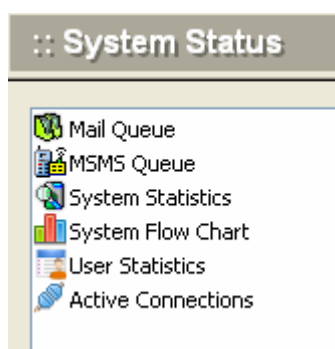 :: System Status
Mail Queue
MSMS Queue
System Statistics
System Flow Chart
User Statistics
Active Connections